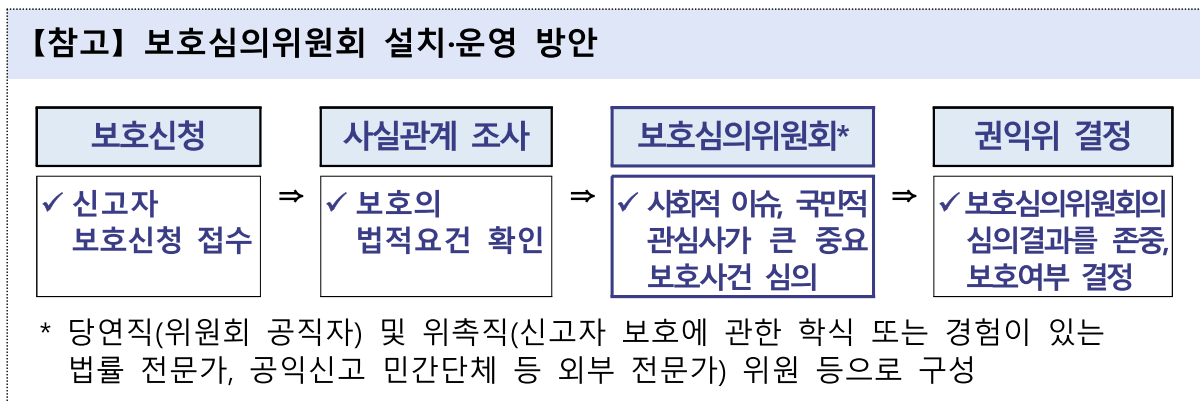 【참고】 보호심의위원회 설치·운영 방안
보호신청
✓ 신고자
보호신청 접수
⇒
사실관계 조사
✓ 보호의
법적요건 확인
⇒
보호심의위원회*
✓ 사회적 이슈, 국민적
관심사가 큰 중요
보호사건 심의
⇒
권익위 결정
✓ 보호심의위원회의
심의결과를 존중,
보호여부 결정
* 당연직(위원회 공직자) 및 위촉직(신고자 보호에 관한 학식 또는 경험이 있는
법률 전문가, 공익신고 민간단체 등 외부 전문가) 위원 등으로 구성